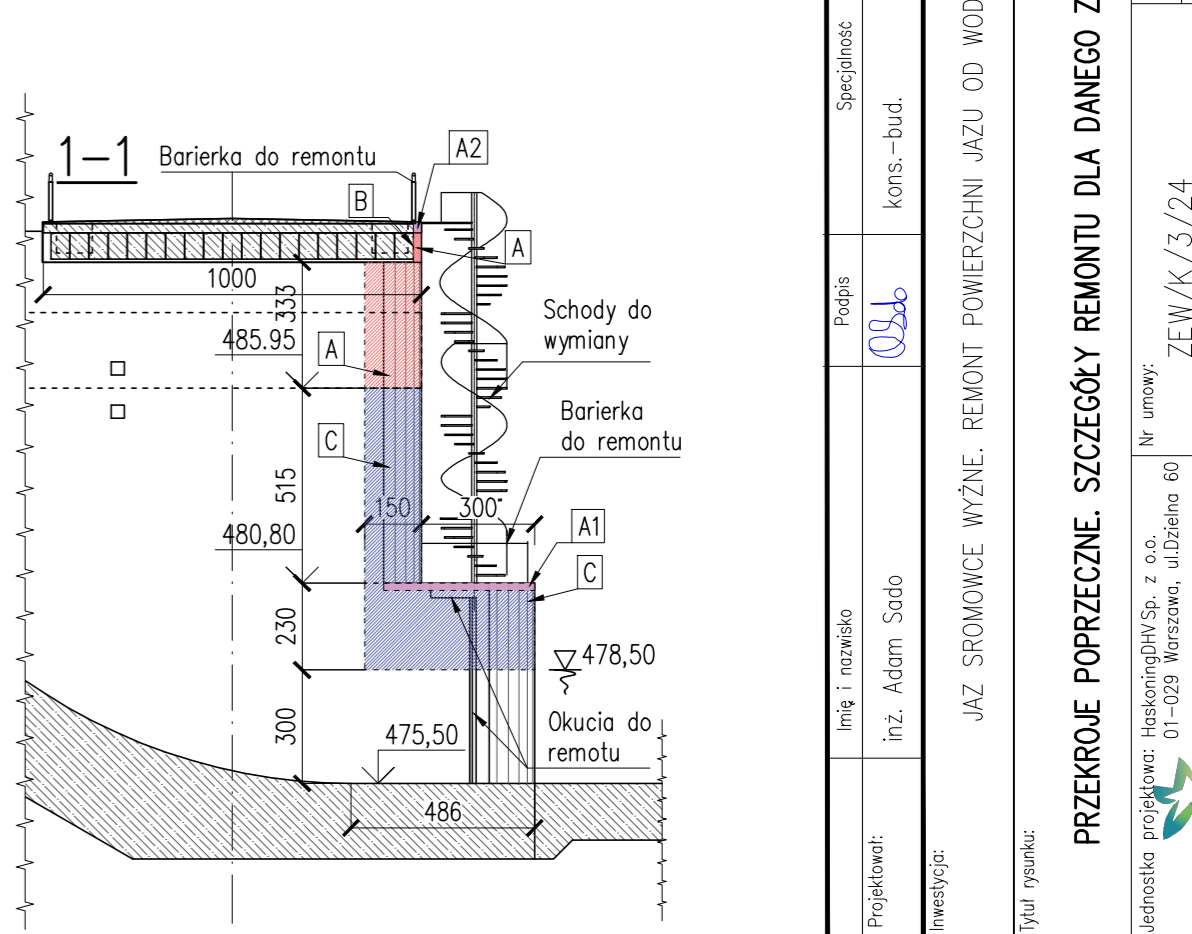 1-1
Barierka do remontu
A2
B
A
1000
333
485.95
A
Schody do
wymiany
Barierka
do remontu
C
515
150
300
480,80
A1
C
230
478,50
300
475,50
Okucia do
remotu
486
Imię i nazwisko
Podpis
Specjalność
Projektował:
inż. Adam Sado
kons.-bud.
Inwestycja:
JAZ SROMOWCE WYŻNE. REMONT POWIERZCHNI JAZU OD WOD
Tytuł rysunku:
PRZEKROJE POPRZECZNE. SZCZEGÓŁY REMONTU DLA DANEGO Z
Jednostka projektowa:
HaskoningDHV Sp. z o.o.
01-029 Warszawa, ul.Dzielna 60
Nr umowy:
ZEW/K/3/24